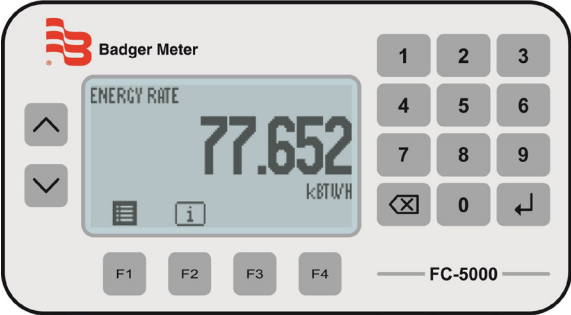 Badger Meter
ENERGY RATE
77.652
kBTU/H
i
F1 F2 F3 F4
1 2 3
4 5 6
7 8 9
0
FC-5000